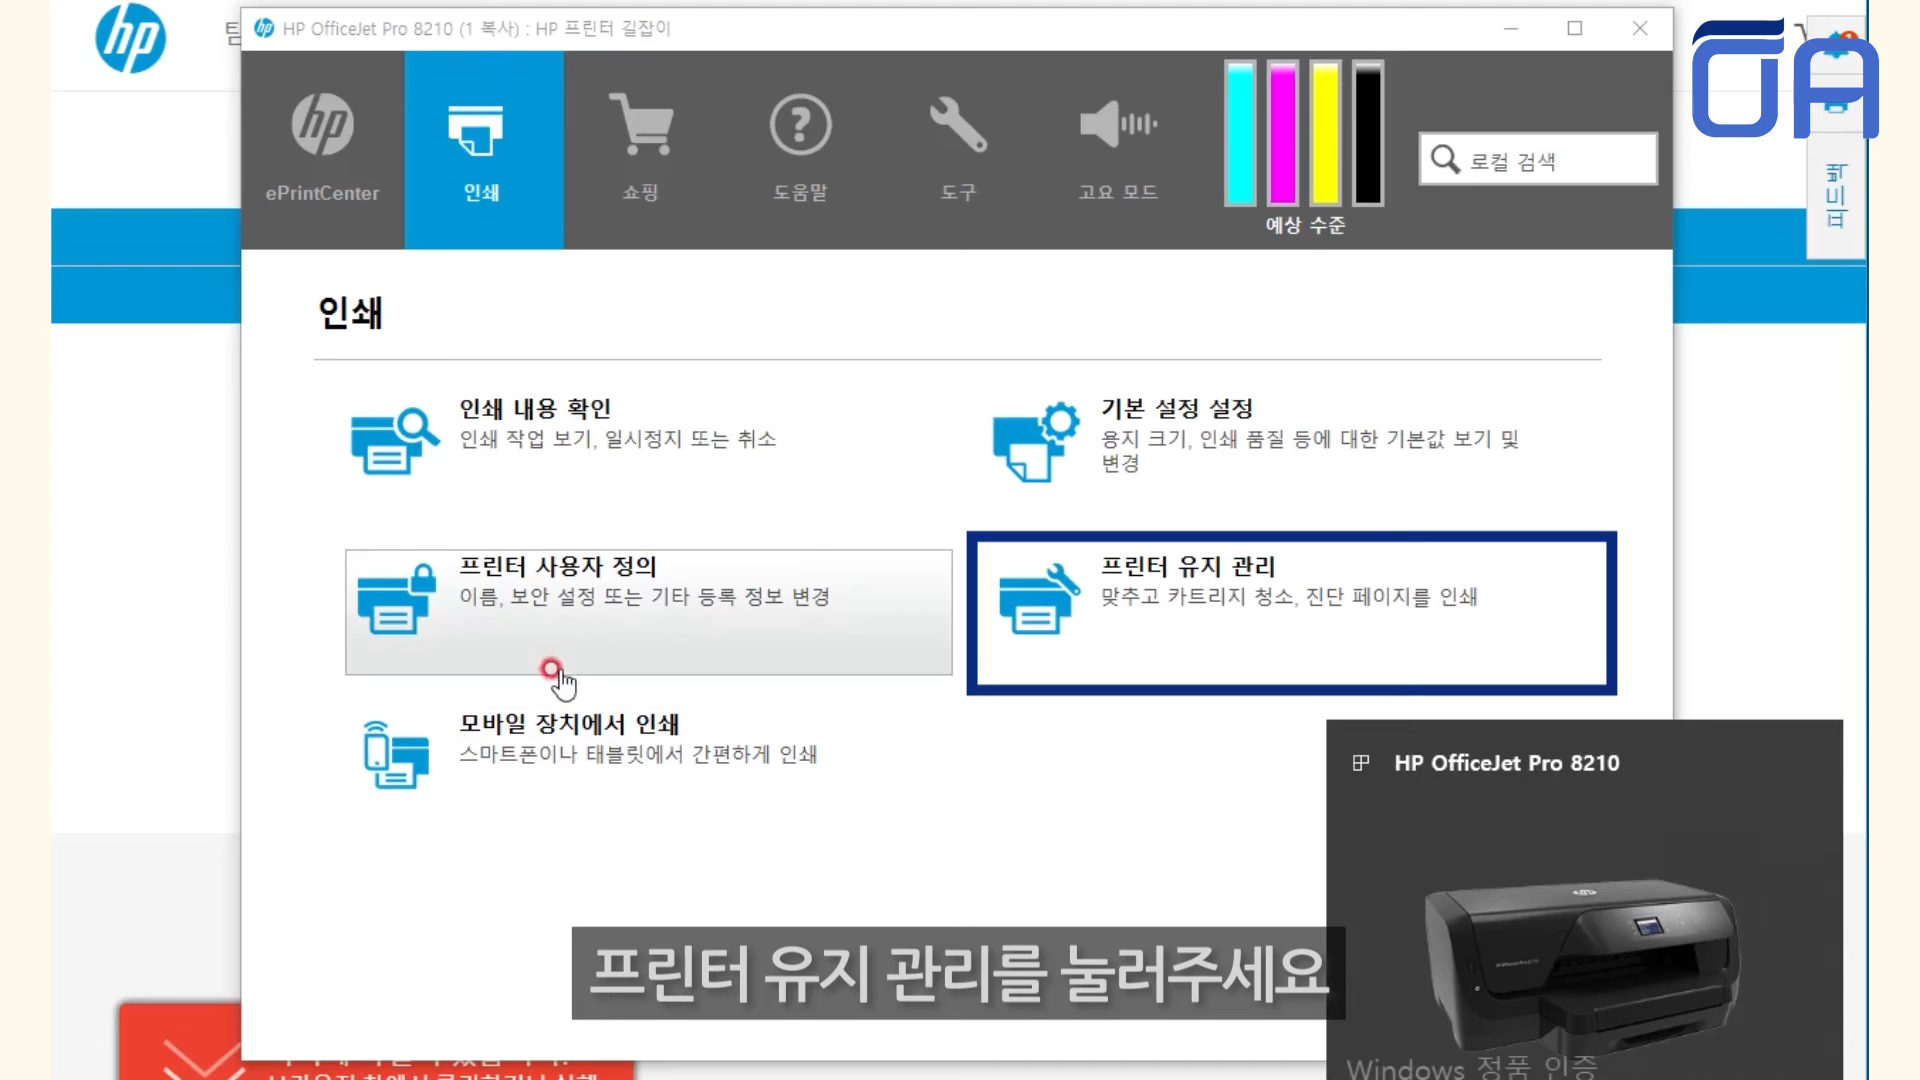 HP OfficeJet Pro 8210 (1 복사) : HP 프린터 길잡이
hp
ePrintCenter
인쇄
쇼핑
도움말
도구
고요 모드
예상 수준
로컬 검색
OA
피드백
인쇄
인쇄 내용 확인
인쇄 작업 보기, 일시정지 또는 취소
기본 설정 설정
용지 크기, 인쇄 품질 등에 대한 기본값 보기 및
변경
프린터 사용자 정의
이름, 보안 설정 또는 기타 등록 정보 변경
프린터 유지 관리
맞추고 카트리지 청소, 진단 페이지를 인쇄
모바일 장치에서 인쇄
스마트폰이나 태블릿에서 간편하게 인쇄
HP OfficeJet Pro 8210
프린터 유지 관리를 눌러주세요
Windows 정품 인증